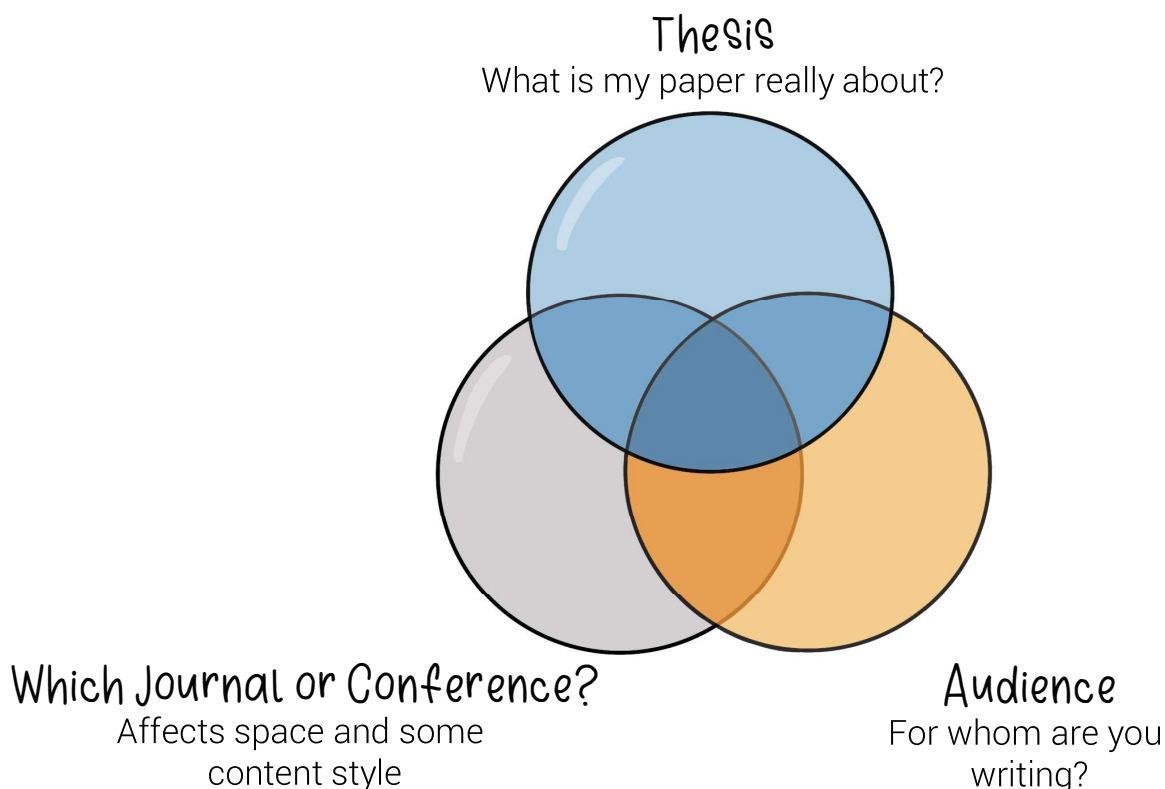 Thesis
What is my paper really about?
Which Journal or Conference?
Affects space and some
content style
Audience
For whom are you
writing?